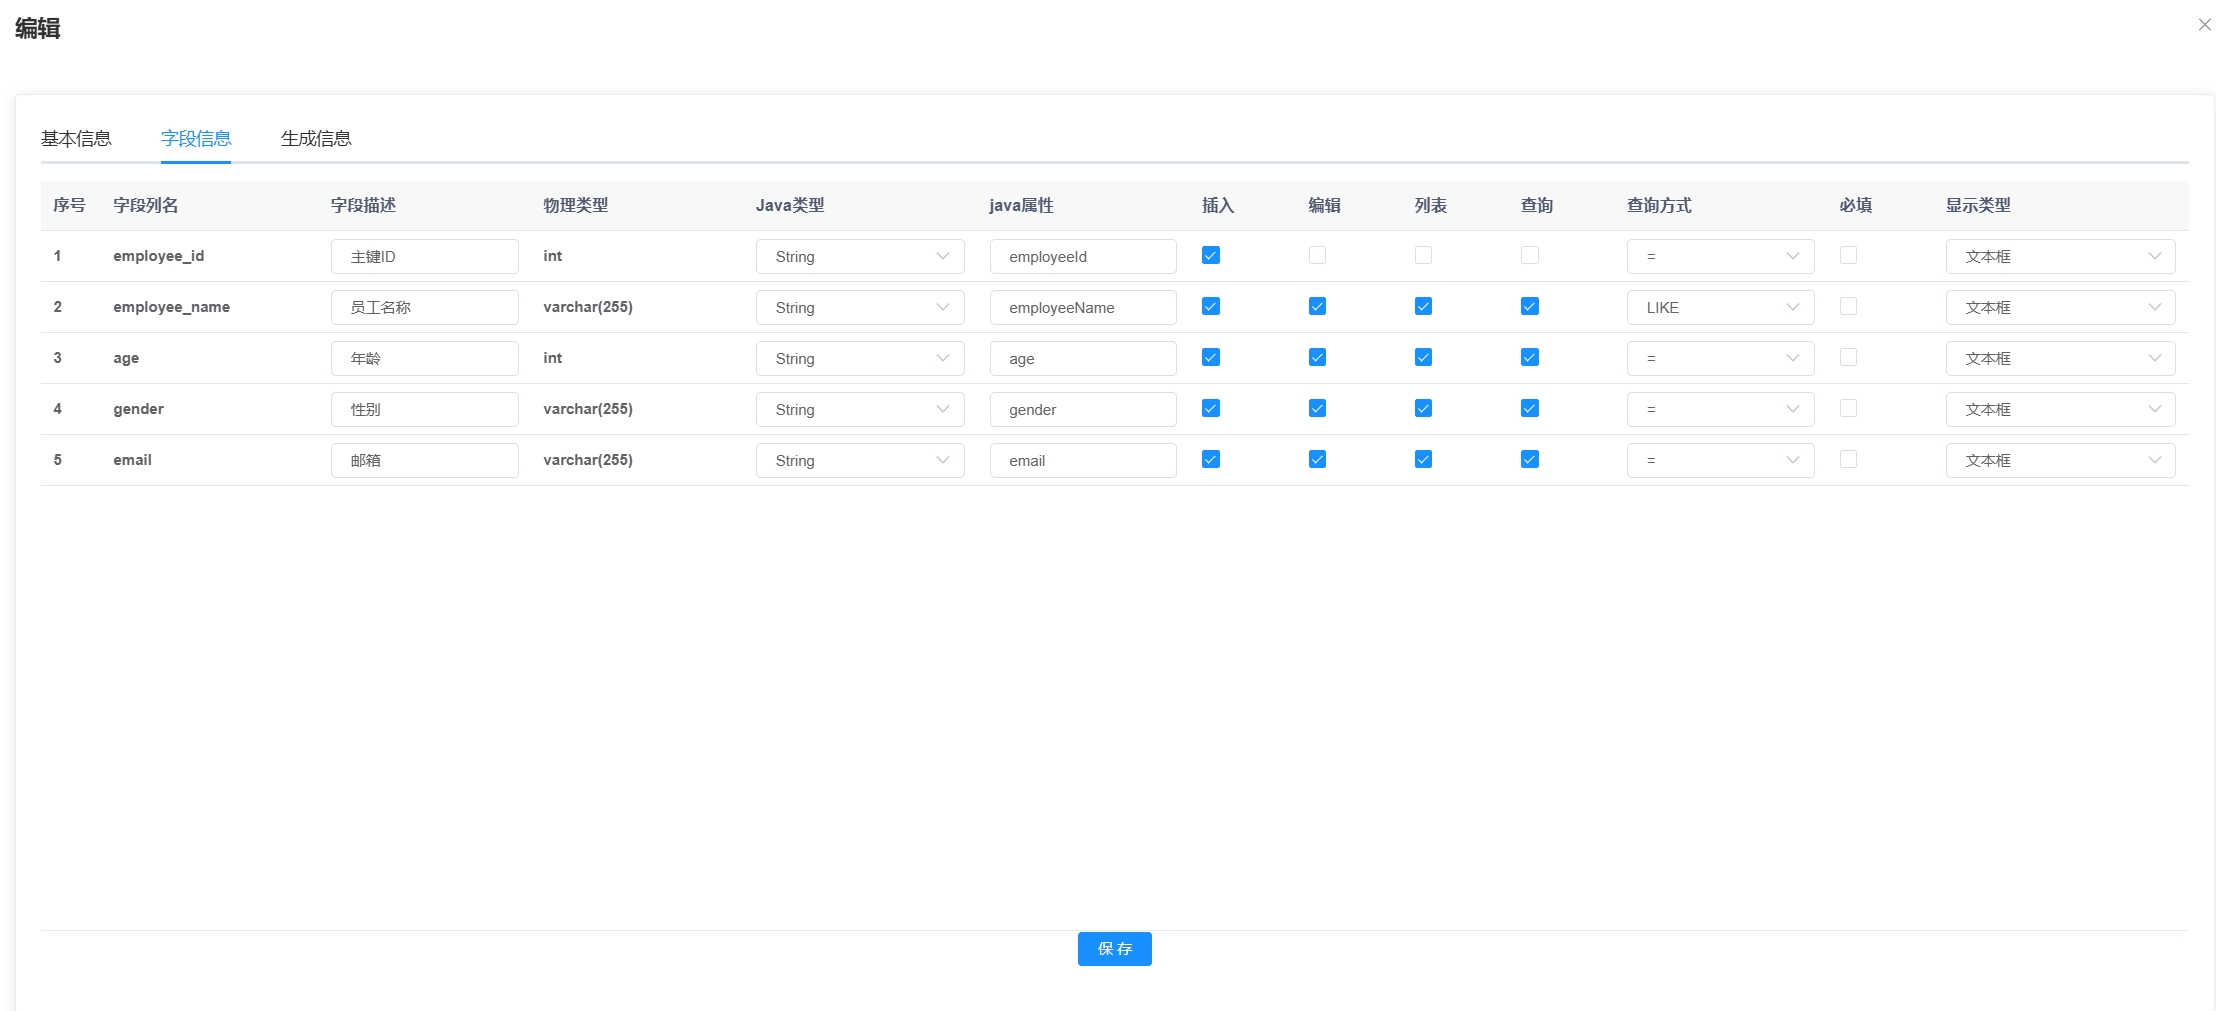 编辑
基本信息 字段信息 生成信息
序号 字段列名 字段描述 物理类型 Java类型 java属性 插入 编辑 列表 查询 查询方式 必填 显示类型
1 employee_id 主键ID int String employeeId = 文本框
2 employee_name 员工名称 varchar(255) String employeeName LIKE 文本框
3 age 年龄 int String age = 文本框
4 gender 性别 varchar(255) String gender = 文本框
5 email 邮箱 varchar(255) String email = 文本框
保 存